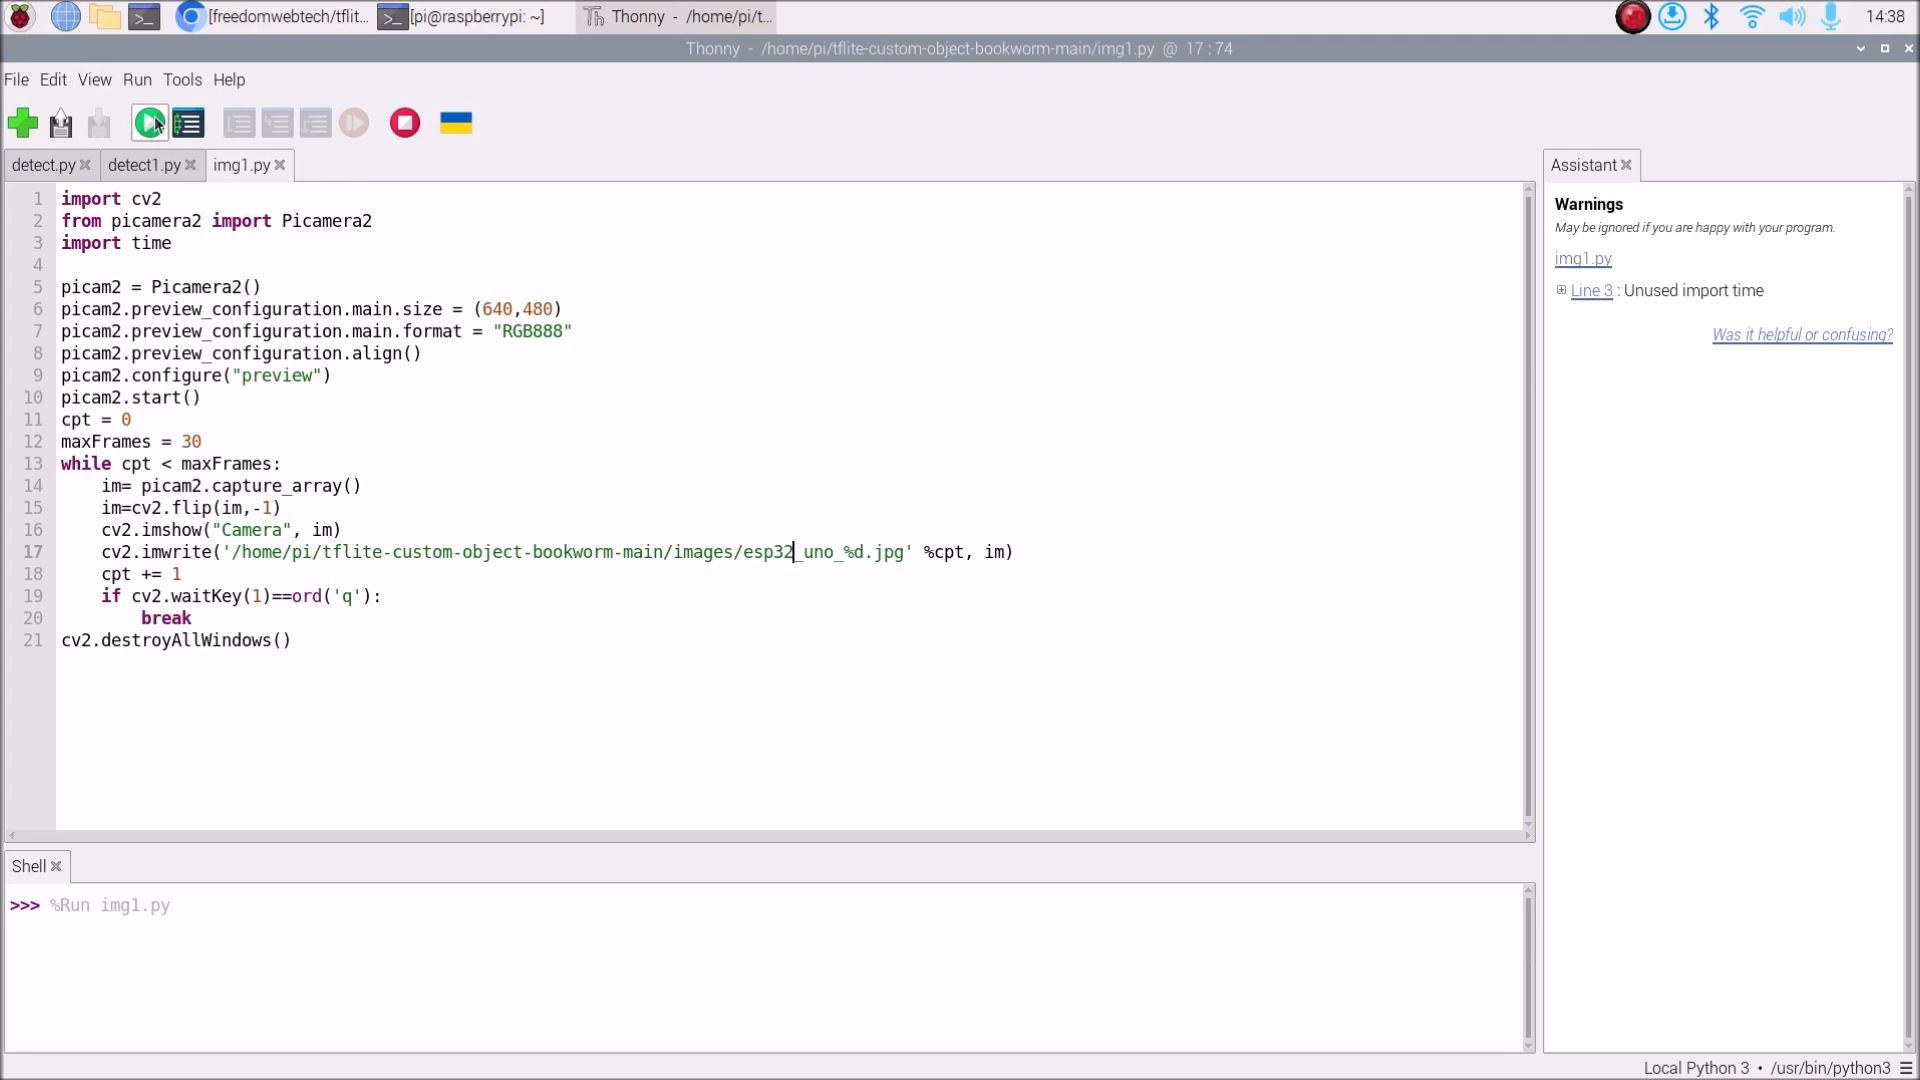 [freedomwebtech/tflit... [pi@raspberrypi: ~] Thonny - /home/pi/t... 14:38
Thonny - /home/pi/tflite-custom-object-bookworm-main/img1.py @ 17 : 74
File Edit View Run Tools Help
detect.py detect1.py img1.py
1 import cv2
2 from picamera2 import Picamera2
3 import time
4
5 picam2 = Picamera2()
6 picam2.preview_configuration.main.size = (640,480)
7 picam2.preview_configuration.main.format = "RGB888"
8 picam2.preview_configuration.align()
9 picam2.configure("preview")
10 picam2.start()
11 cpt = 0
12 maxFrames = 30
13 while cpt < maxFrames:
14     im= picam2.capture_array()
15     im=cv2.flip(im,-1)
16     cv2.imshow("Camera", im)
17     cv2.imwrite('/home/pi/tflite-custom-object-bookworm-main/images/esp32_uno_%d.jpg' %cpt, im)
18     cpt += 1
19     if cv2.waitKey(1)==ord('q'):
20         break
21 cv2.destroyAllWindows()
Shell
>>> %Run img1.py
Assistant
Warnings
May be ignored if you are happy with your program.
img1.py
Line 3 : Unused import time
Was it helpful or confusing?
Local Python 3 • /usr/bin/python3 ☰